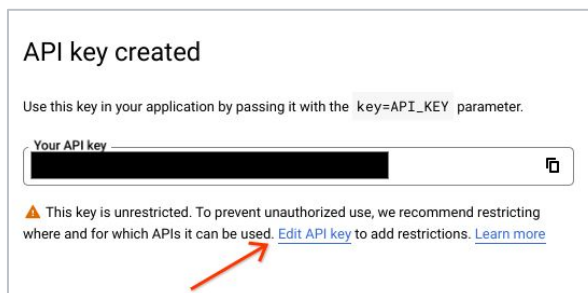 API key created
Use this key in your application by passing it with the key=API_KEY parameter.
Your API key
This key is unrestricted. To prevent unauthorized use, we recommend restricting
where and for which APIs it can be used. Edit API key to add restrictions. Learn more